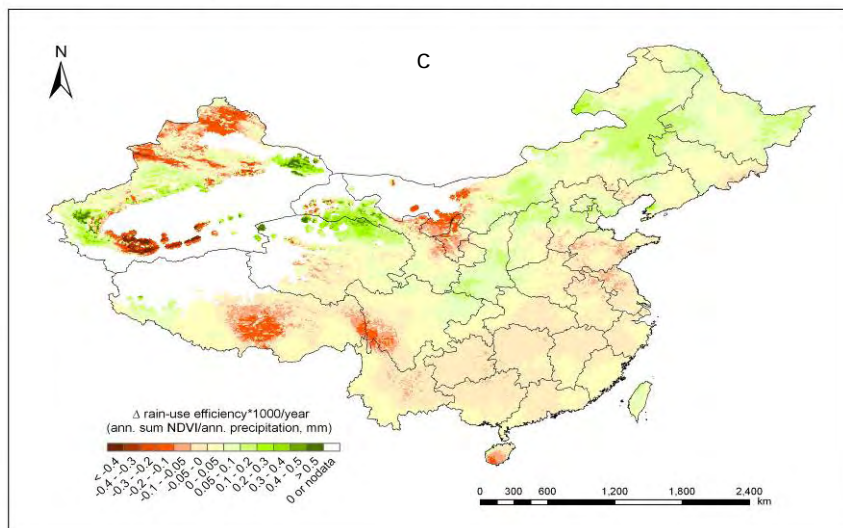 N
C
Δ rain-use efficiency*1000/year
(ann. sum NDVI/ann. precipitation, mm)
< -0.4
-0.4 - -0.3
-0.3 - -0.2
-0.2 - -0.1
-0.1 - -0.05
-0.05 - 0
0 - 0.05
0.05 - 0.1
0.1 - 0.2
0.2 - 0.3
0.3 - 0.4
0.4 - 0.5
> 0.5
0 or nodata
0 300 600 1,200 1,800 2,400
km